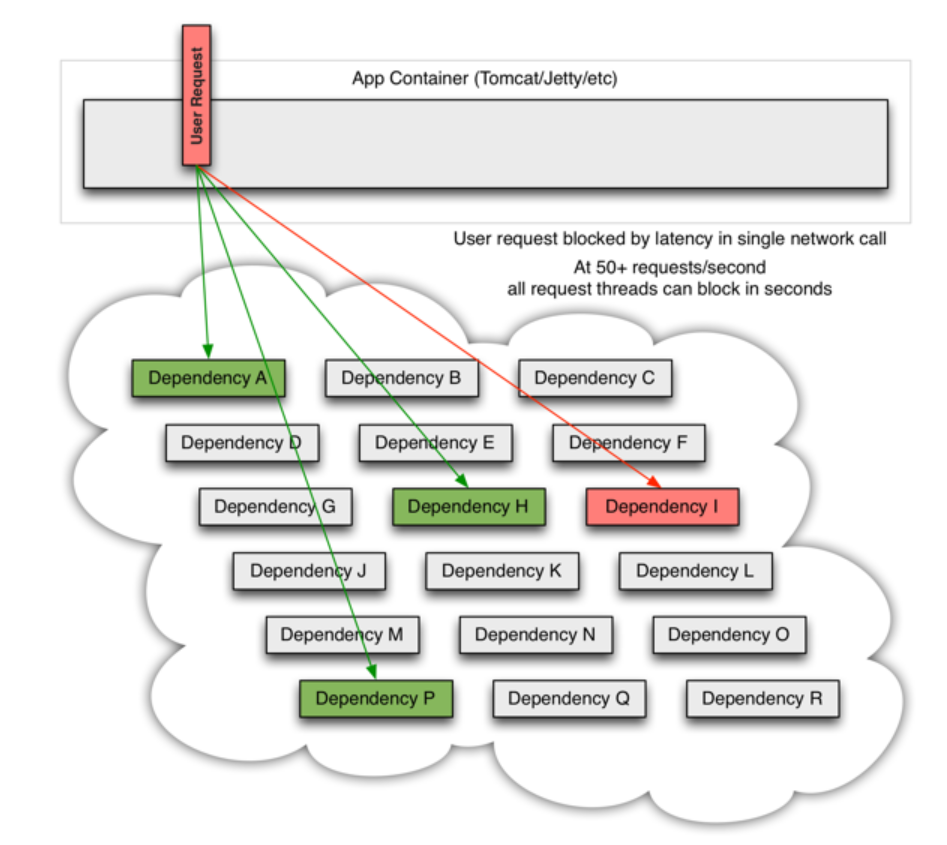 User Request
App Container (Tomcat/Jetty/etc)
User request blocked by latency in single network call
At 50+ requests/second
all request threads can block in seconds
Dependency A
Dependency B
Dependency C
Dependency D
Dependency E
Dependency F
Dependency G
Dependency H
Dependency I
Dependency J
Dependency K
Dependency L
Dependency M
Dependency N
Dependency O
Dependency P
Dependency Q
Dependency R